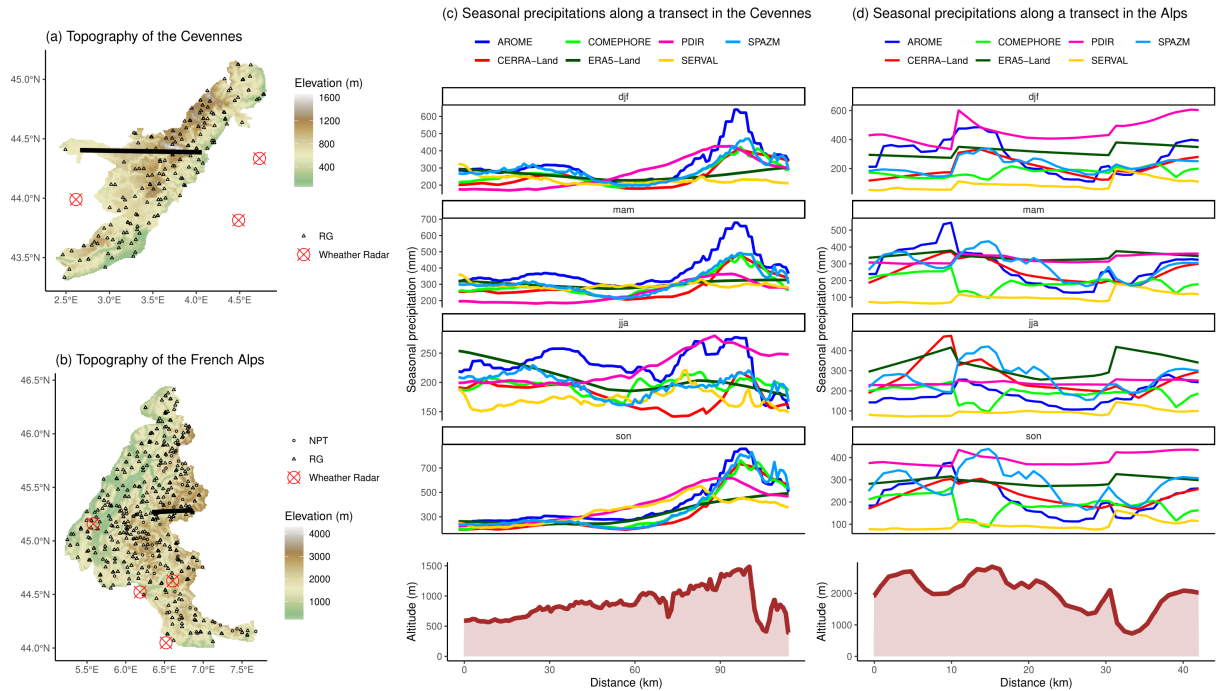 (a) Topography of the Cevennes
45.0°N
44.5°N
44.0°N
43.5°N
2.5°E 3.0°E 3.5°E 4.0°E 4.5°E
Elevation (m)
1600
1200
800
400
RG
Wheather Radar
(b) Topography of the French Alps
46.5°N
46.0°N
45.5°N
45.0°N
44.5°N
44.0°N
5.5°E 6.0°E 6.5°E 7.0°E 7.5°E
NPT
RG
Wheather Radar
Elevation (m)
4000
3000
2000
1000
(c) Seasonal precipitations along a transect in the Cevennes
AROME COMEPHORE PDIR SPAZM
CERRA−Land ERA5−Land SERVAL
Seasonal precipitation (mm)
djf
600
500
400
300
200
mam
700
600
500
400
300
200
jja
250
200
150
son
700
500
300
Altitude (m)
1500
1000
500
0
0 30 60 90
Distance (km)
(d) Seasonal precipitations along a transect in the Alps
AROME COMEPHORE PDIR SPAZM
CERRA−Land ERA5−Land SERVAL
Seasonal precipitation (mm)
djf
600
400
200
mam
500
400
300
200
100
jja
400
300
200
100
son
400
300
200
100
Altitude (m)
2000
1000
0
0 10 20 30 40
Distance (km)